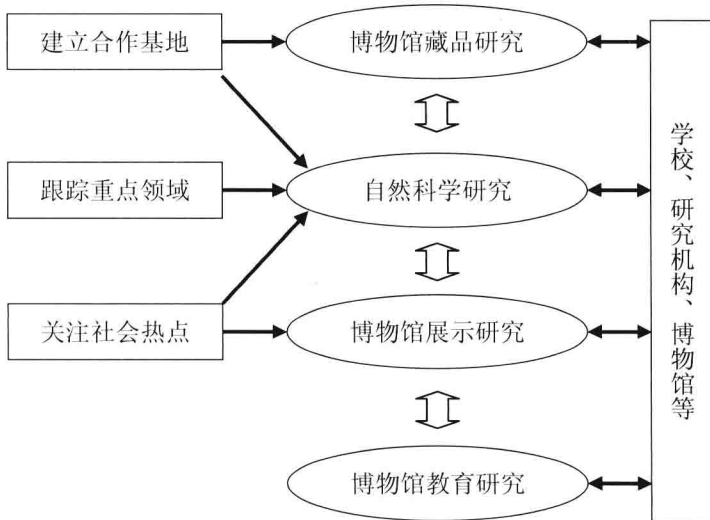 建立合作基地
博物馆藏品研究
跟踪重点领域
自然科学研究
关注社会热点
博物馆展示研究
博物馆教育研究
学校、研究机构、博物馆等